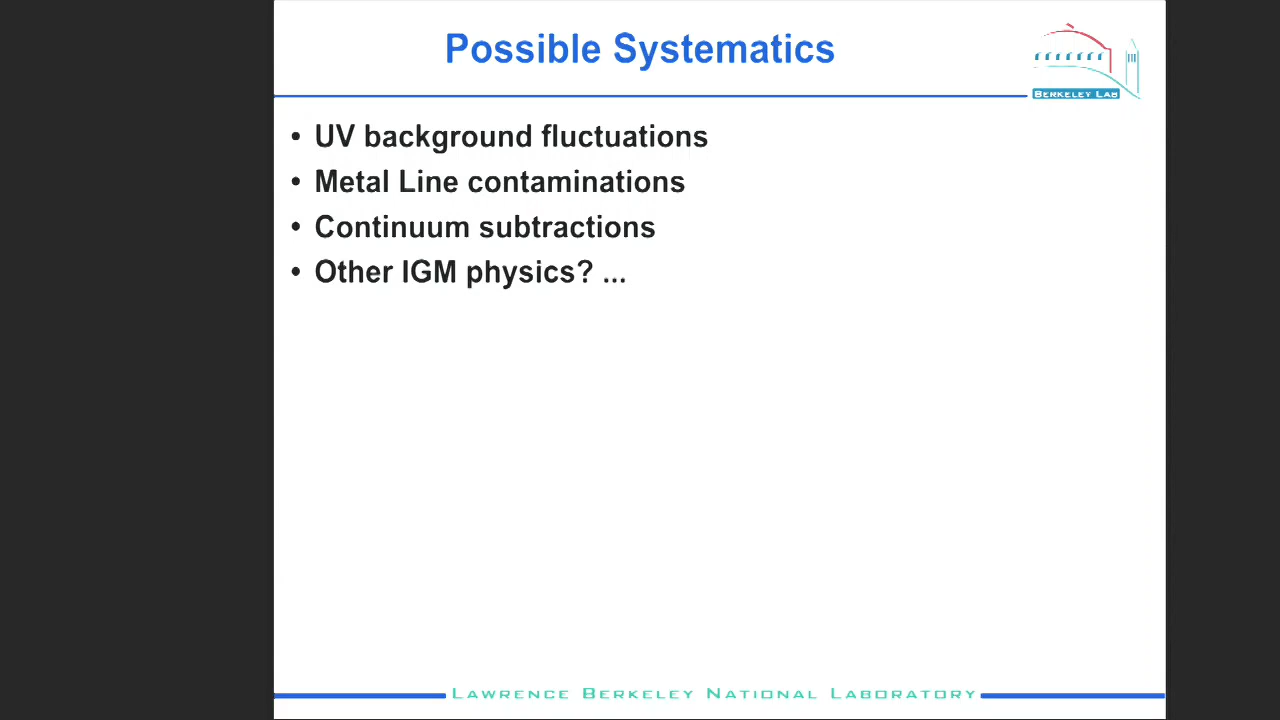 Possible Systematics
BERKELEY LAB
• UV background fluctuations
• Metal Line contaminations
• Continuum subtractions
• Other IGM physics? ...
LAWRENCE BERKELEY NATIONAL LABORATORY